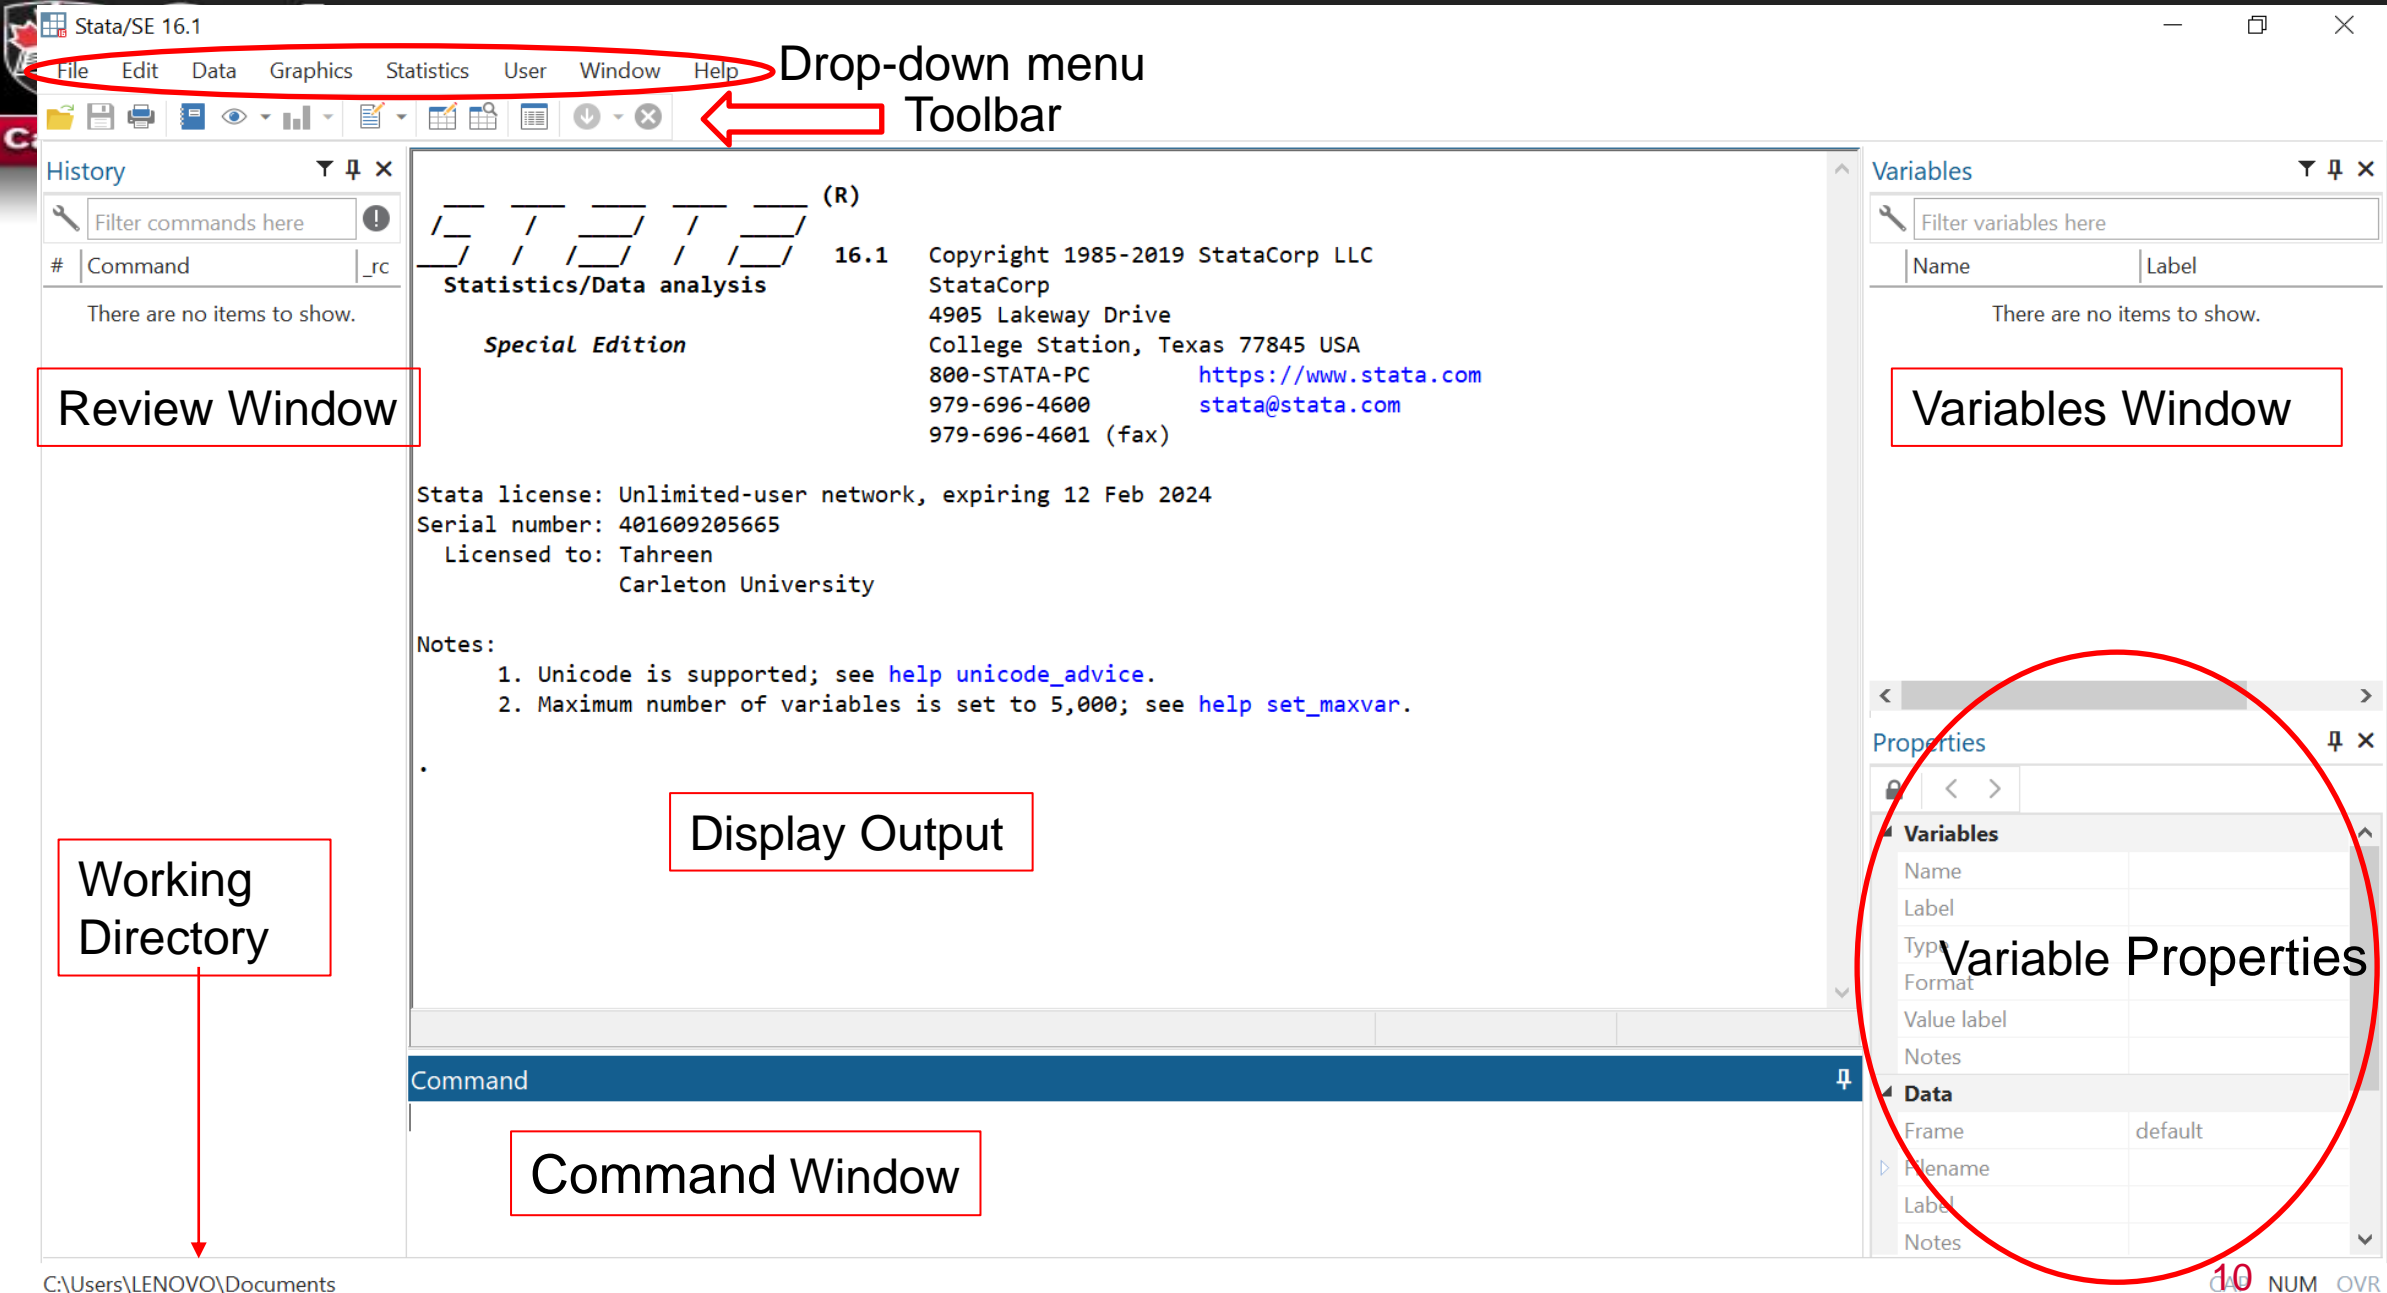 Stata/SE 16.1
File Edit Data Graphics Statistics User Window Help
Drop-down menu
Toolbar
Ca
History
Filter commands here
# Command _rc
There are no items to show.
Review Window
Working
Directory
(R)
16.1 Copyright 1985-2019 StataCorp LLC
Statistics/Data analysis StataCorp
4905 Lakeway Drive
Special Edition College Station, Texas 77845 USA
800-STATA-PC https://www.stata.com
979-696-4600 stata@stata.com
979-696-4601 (fax)
Stata license: Unlimited-user network, expiring 12 Feb 2024
Serial number: 401609205665
Licensed to: Tahreen
Carleton University
Notes:
1. Unicode is supported; see help unicode_advice.
2. Maximum number of variables is set to 5,000; see help set_maxvar.
.
Display Output
Command
Command Window
Variables
Filter variables here
Name Label
There are no items to show.
Variables Window
Properties
Variables
Name
Label
Type
Variable Properties
Format
Value label
Notes
Data
Frame default
Filename
Label
Notes
C:\Users\LENOVO\Documents
CAP NUM OVR
10